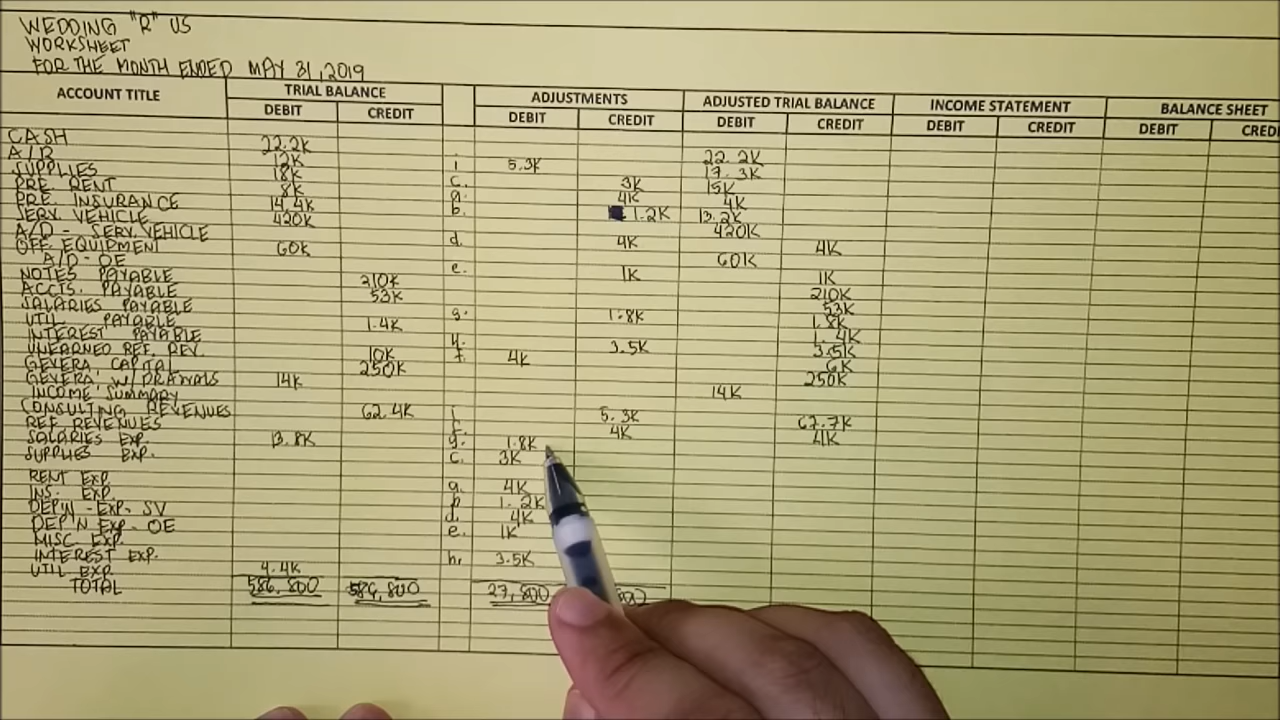 WEDDING "R" US
WORKSHEET
FOR THE MONTH ENDED MAY 31, 2019
ACCOUNT TITLE TRIAL BALANCE ADJUSTMENTS ADJUSTED TRIAL BALANCE INCOME STATEMENT BALANCE SHEET
DEBIT CREDIT DEBIT CREDIT DEBIT CREDIT DEBIT CREDIT DEBIT CREDI
CASH 22.2K 22.2K
A/R 12K i 5.3K 17.3K
SUPPLIES 18K c. 3K 15K
PRE. RENT 8K a. 4K 4K
PRE. INSURANCE 14.4K b. 1.2K 13.2K
SERV. VEHICLE 420K 420K
A/D - SERV. VEHICLE d. 4K 4K
OFF. EQUIPMENT 60K 60K
A/D-OE e. 1K 1K
NOTES PAYABLE 210K 210K
ACCTS. PAYABLE 53K 53K
SALARIES PAYABLE g. 1.8K 1.8K
UTIL PAYABLE 1.4K 1.4K
INTEREST PAYABLE 3.5K 3.5K
UNEARNED REF. REV. 10K f. 4K 6K
GEVERA, CAPITAL 250K 250K
GEVERA, W/DRAWALS 14K 14K
INCOME SUMMARY
CONSULTING REVENUES 62.4K i 5.3K 67.7K
REF. REVENUES f. 4K 4K
SALARIES EXP. 13.8K g. 1.8K
SUPPLIES EXP. c. 3K
RENT EXP. a. 4K
INS. EXP. b 1.2K
DEP'N - EXP- SV d. 4K
DEP'N EXP- OE e. 1K
MISC. EXP.
INTEREST EXP. h. 3.5K
UTIL EXP. 4.4K
TOTAL 586,800 586,800 27,800